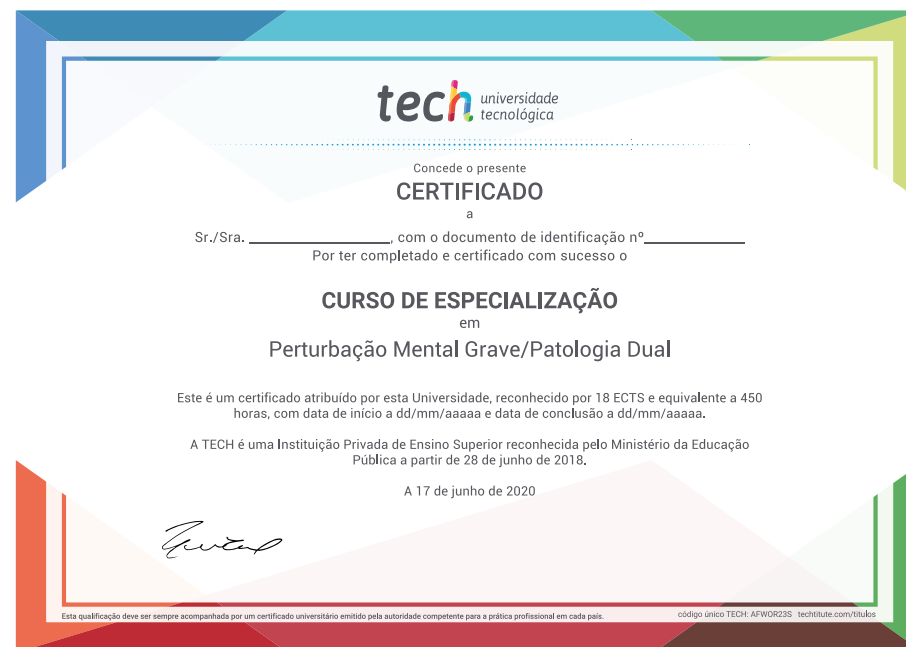 tech universidade
tecnológica
Concede o presente
CERTIFICADO
a
Sr./Sra. ______________, com o documento de identificação nº__________
Por ter completado e certificado com sucesso o
CURSO DE ESPECIALIZAÇÃO
em
Perturbação Mental Grave/Patologia Dual
Este é um certificado atribuído por esta Universidade, reconhecido por 18 ECTS e equivalente a 450
horas, com data de início a dd/mm/aaaaa e data de conclusão a dd/mm/aaaaa.
A TECH é uma Instituição Privada de Ensino Superior reconhecida pelo Ministério da Educação
Pública a partir de 28 de junho de 2018.
A 17 de junho de 2020
Esta qualificação deve ser sempre acompanhada por um certificado universitário emitido pela autoridade competente para a prática profissional em cada país.
código único TECH: AFWOR23S techtitute.com/titulos